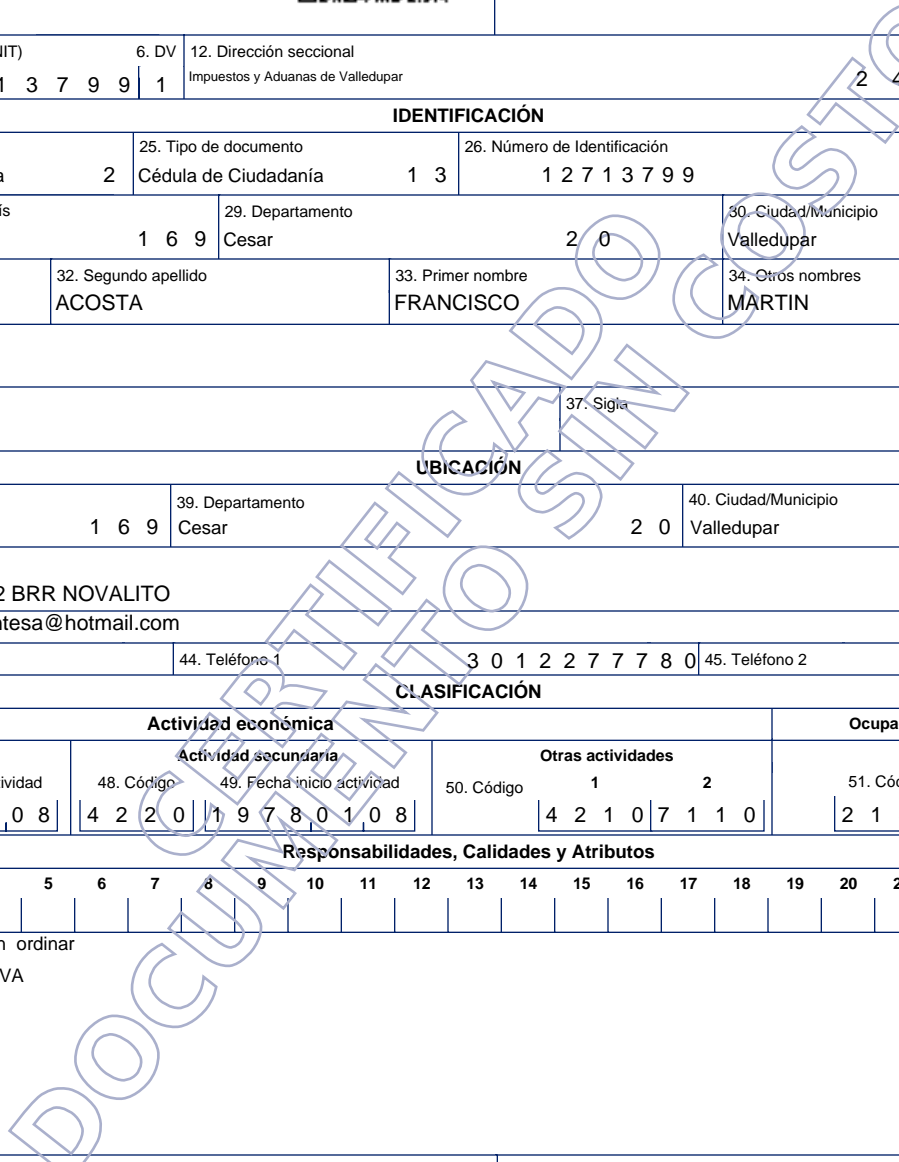 IIT) 6. DV 12. Dirección seccional
1 3 7 9 9 1 Impuestos y Aduanas de Valledupar 2 4
IDENTIFICACIÓN
25. Tipo de documento 26. Número de Identificación
a 2 Cédula de Ciudadanía 1 3 1 2 7 1 3 7 9 9
ís 29. Departamento 30. Ciudad/Municipio
1 6 9 Cesar 2 0 Valledupar
32. Segundo apellido 33. Primer nombre 34. Otros nombres
ACOSTA FRANCISCO MARTIN
37. Sigla
UBICACIÓN
39. Departamento 40. Ciudad/Municipio
1 6 9 Cesar 2 0 Valledupar
2 BRR NOVALITO
ntesa@hotmail.com
44. Teléfono 1 3 0 1 2 2 7 7 7 8 0 45. Teléfono 2
CLASIFICACIÓN
Actividad económica Ocupa
Actividad secundaria Otras actividades
ividad 48. Código 49. Fecha inicio actividad 50. Código 1 2 51. Cód
0 8 4 2 2 0 1 9 7 8 0 1 0 8 4 2 1 0 7 1 1 0 2 1
Responsabilidades, Calidades y Atributos
5 6 7 8 9 10 11 12 13 14 15 16 17 18 19 20 2
n ordinar
VA
CERTIFICADO
DOCUMENTO SIN COSTO